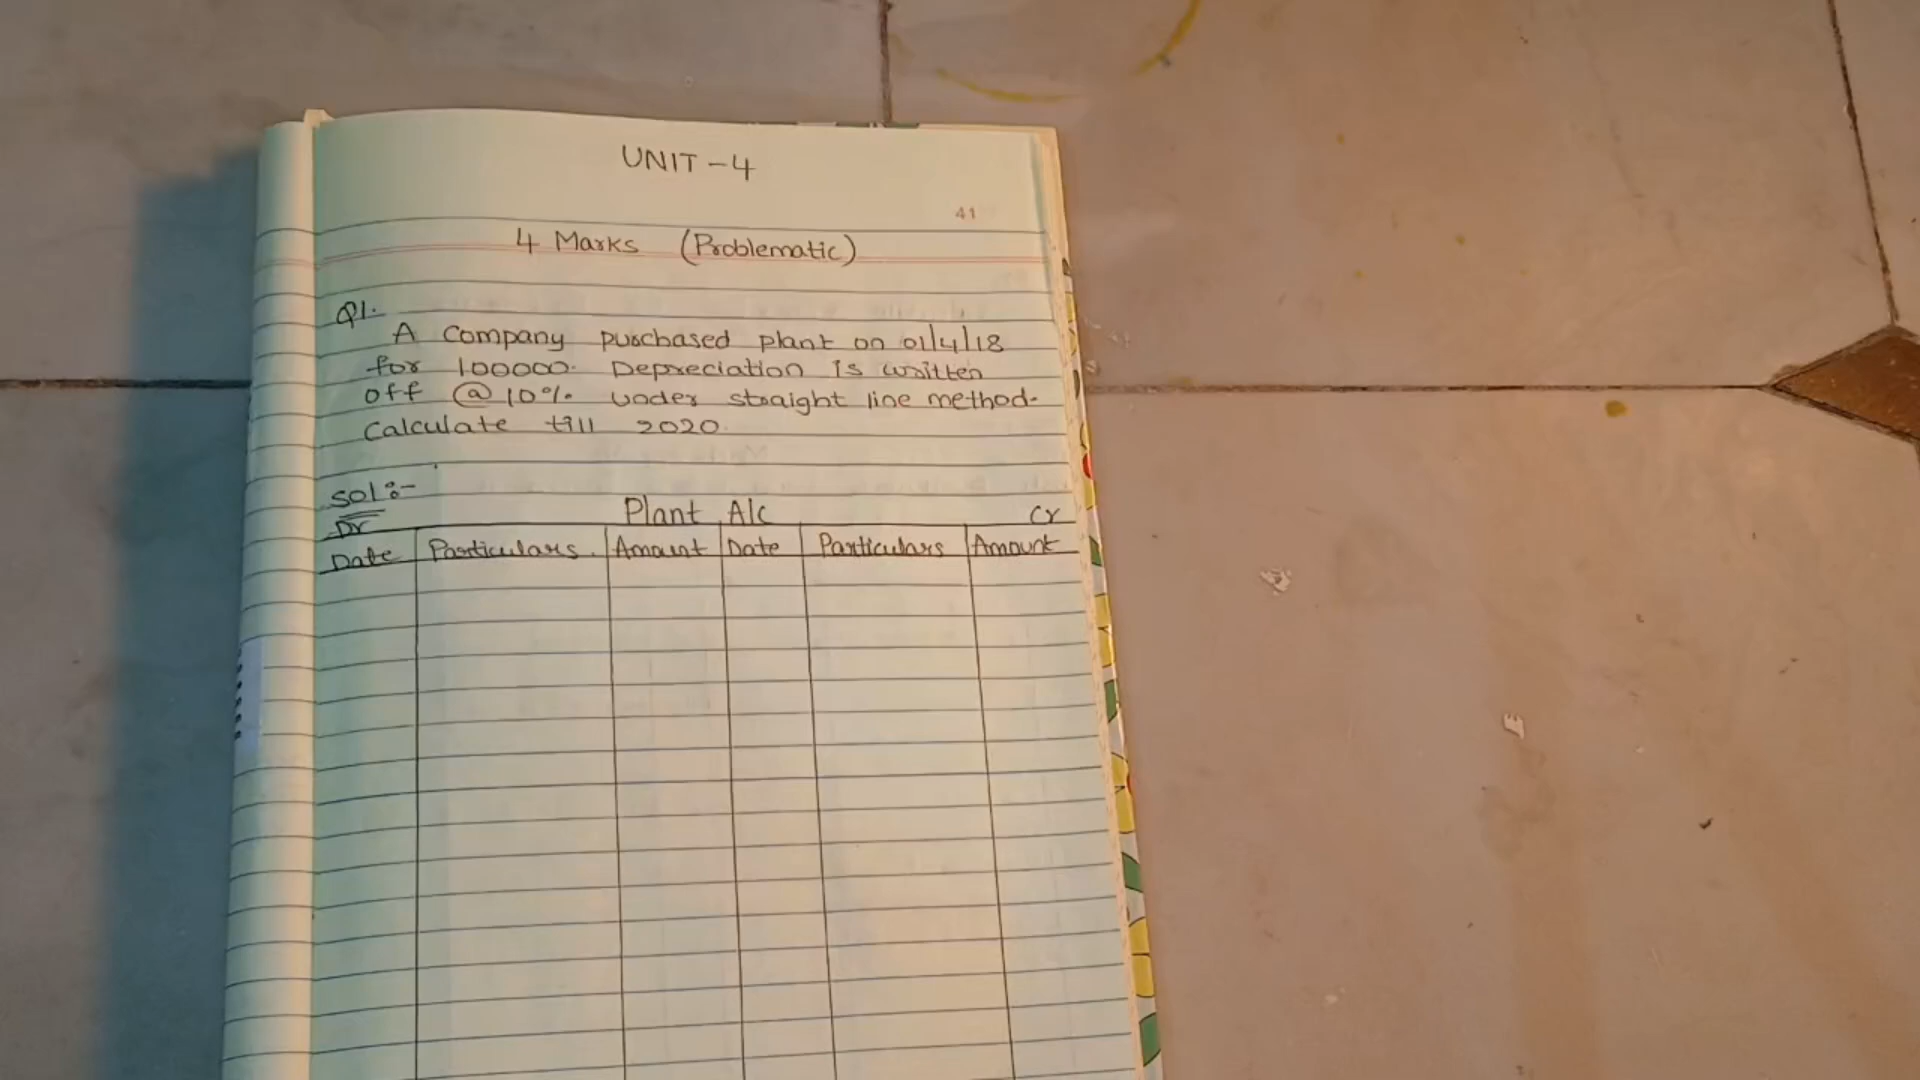 UNIT-4
41
4 Marks (Problematic)
Q1.
A Company purchased plant on 01/4/18
for 100000. Depreciation is written
off @ 10% under straight line method.
Calculate till 2020.
Sol:-
Plant A/c
Dr Cr
Date Particulars Amount Date Particulars Amount